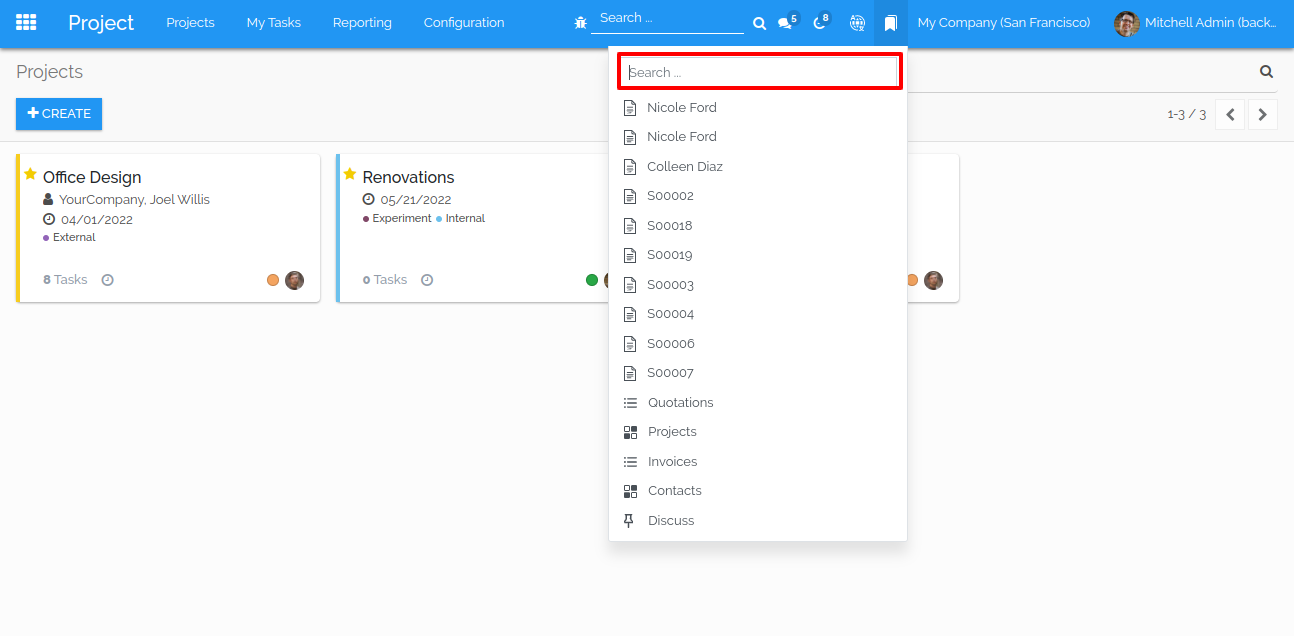 Project Projects My Tasks Reporting Configuration Search ... 5 8 My Company (San Francisco) Mitchell Admin (back...
Projects
Search ...
CREATE
1-3 / 3
Office Design
YourCompany, Joel Willis
04/01/2022
External
8 Tasks
Renovations
05/21/2022
Experiment Internal
0 Tasks
Nicole Ford
Nicole Ford
Colleen Diaz
S00002
S00018
S00019
S00003
S00004
S00006
S00007
Quotations
Projects
Invoices
Contacts
Discuss